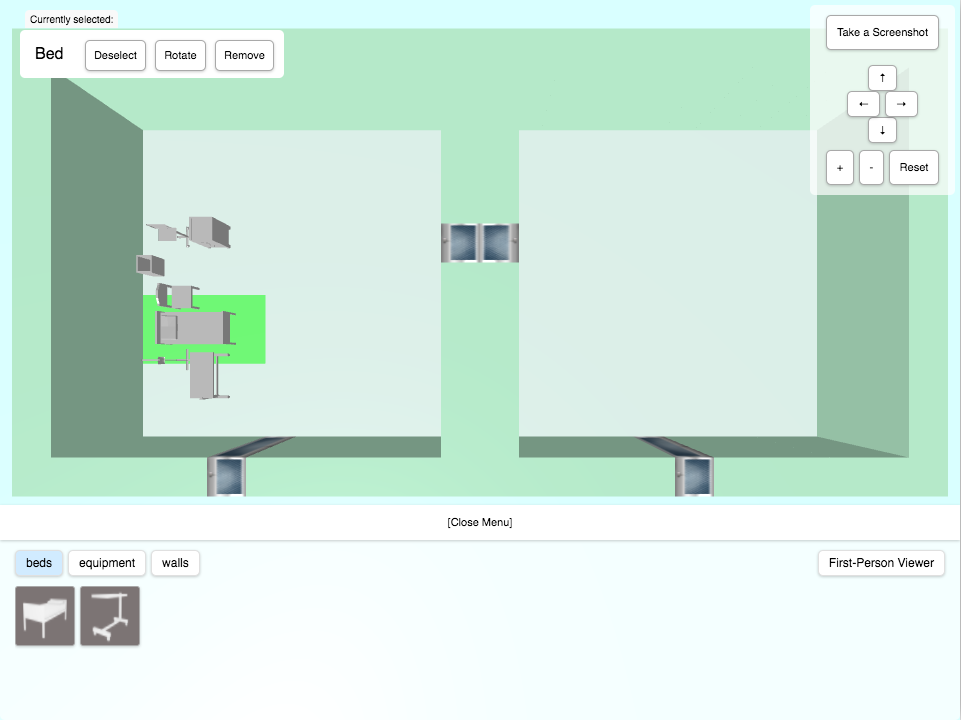 Currently selected:
Bed
Deselect
Rotate
Remove
Take a Screenshot
↑
← →
↓
+ - Reset
[Close Menu]
beds equipment walls First-Person Viewer